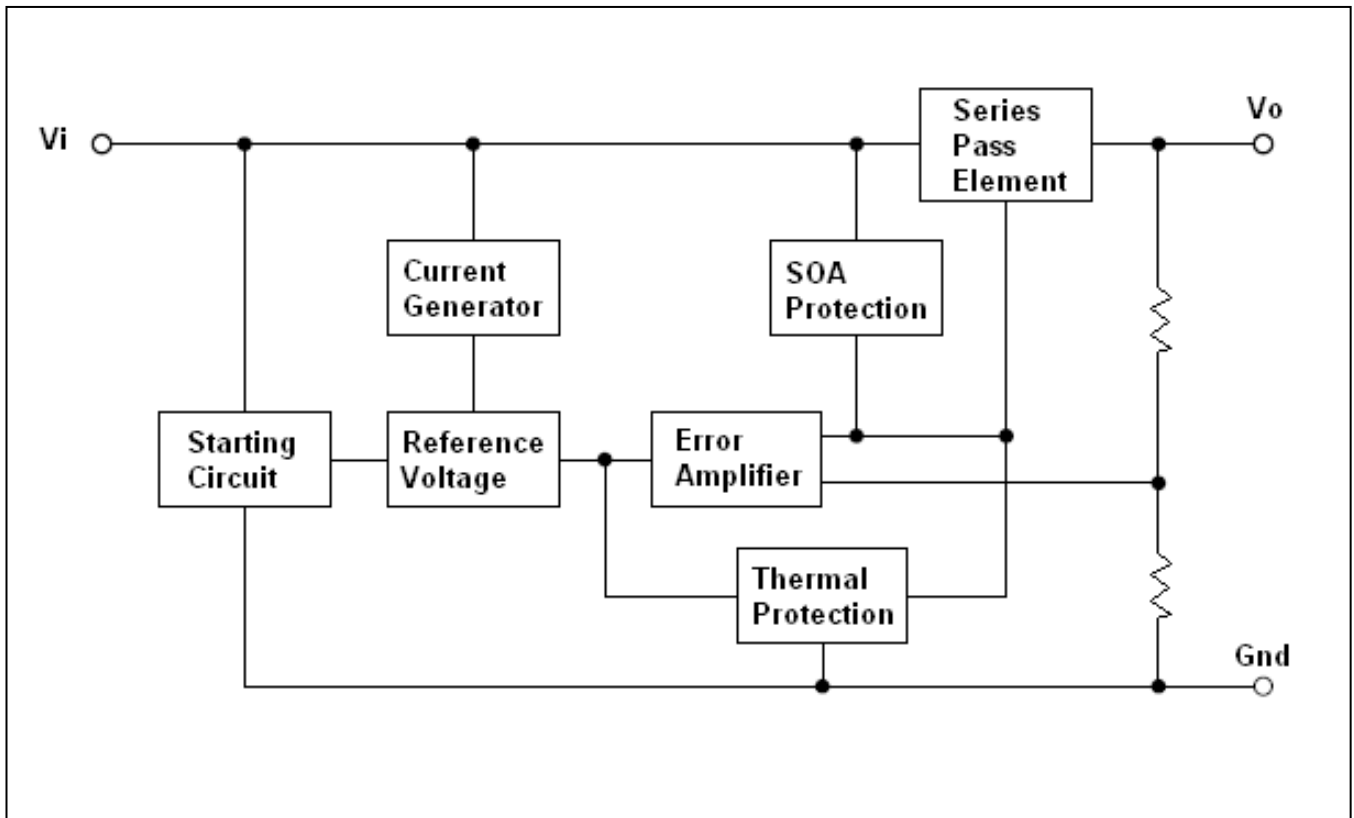 Vi
Series
Pass
Element
Vo
Current
Generator
SOA
Protection
Starting
Circuit
Reference
Voltage
Error
Amplifier
Thermal
Protection
Gnd